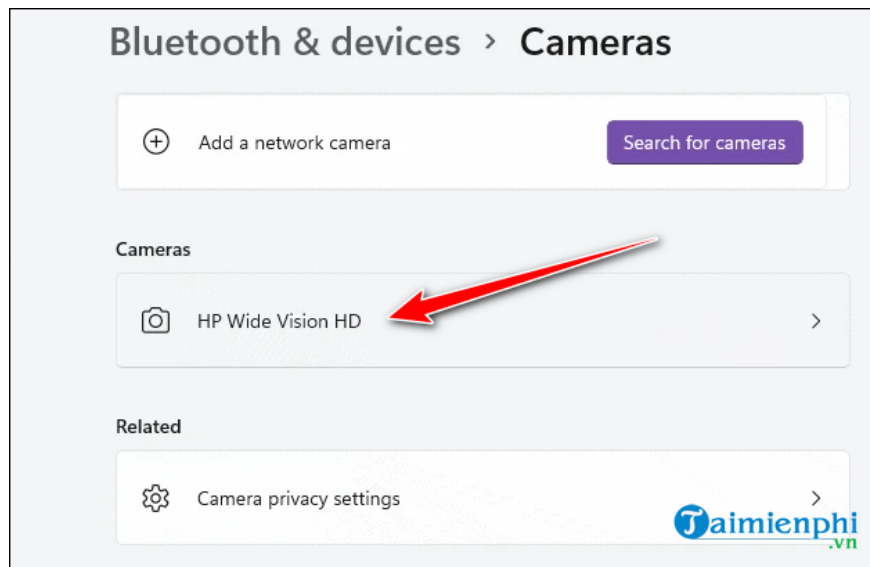 Bluetooth & devices > Cameras
Add a network camera
Search for cameras
Cameras
HP Wide Vision HD
Related
Camera privacy settings
Taimienphi
.vn